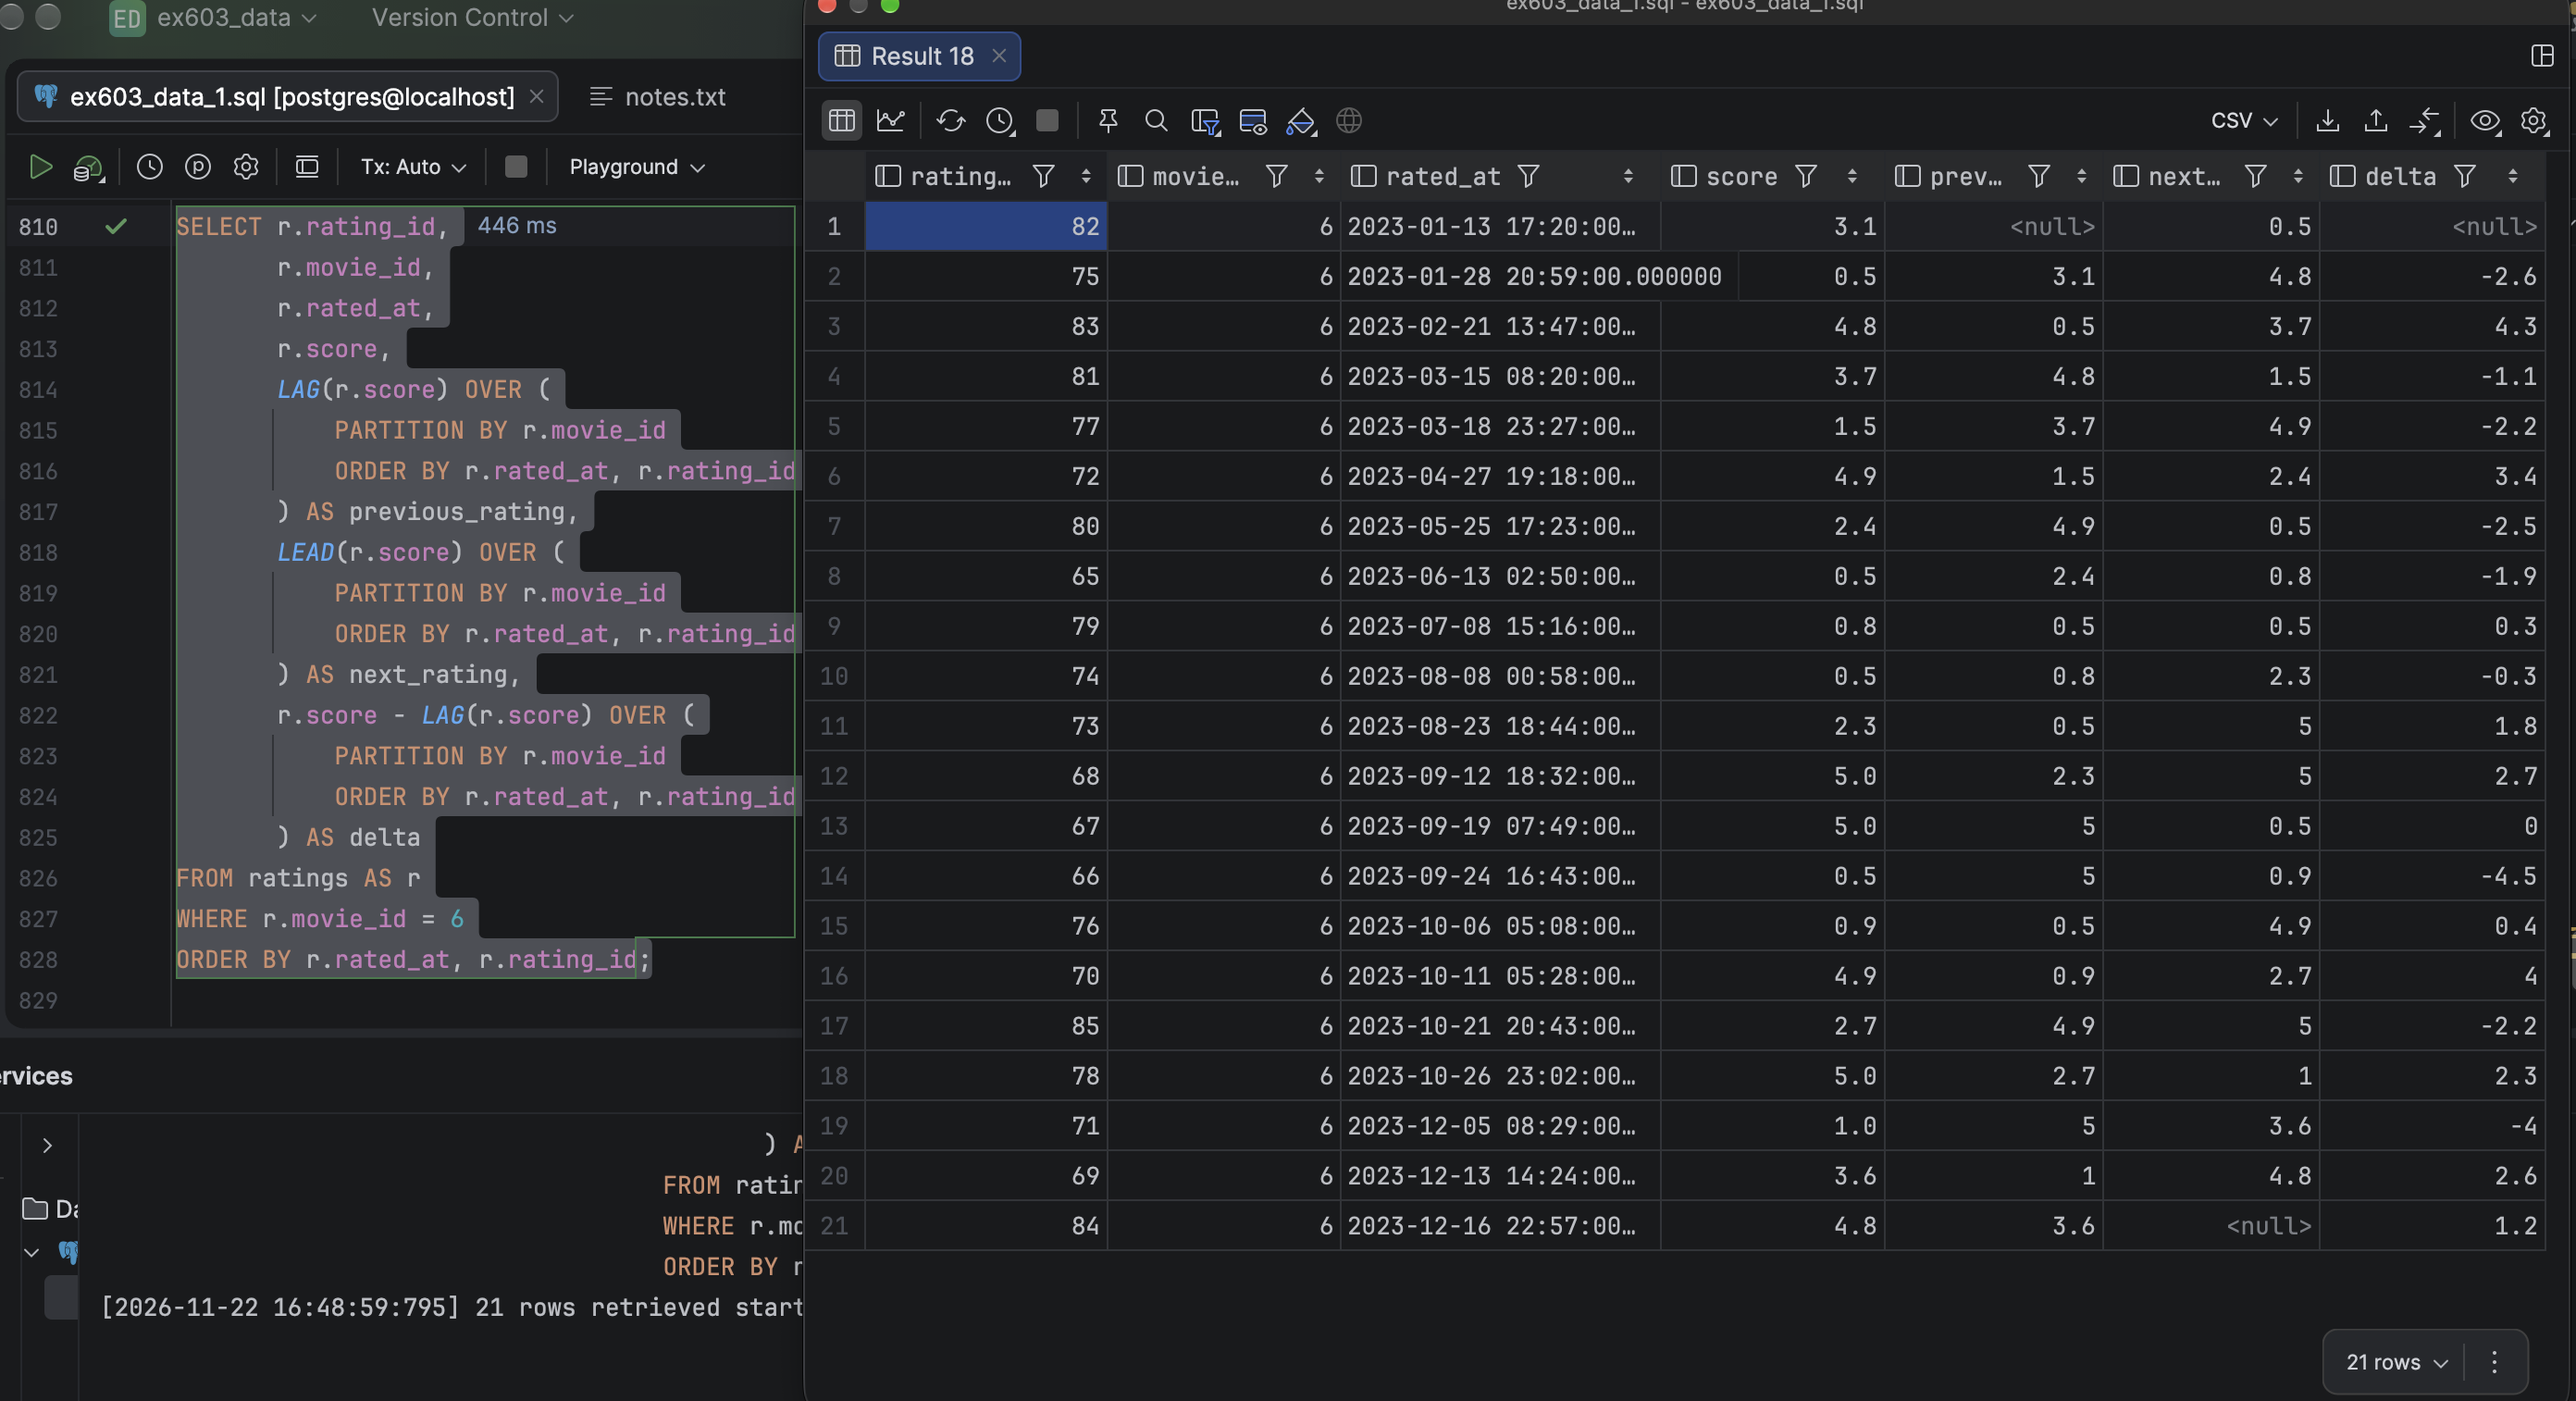 ED ex603_data Version Control
ex603_data_1.sql [postgres@localhost] notes.txt
Tx: Auto Playground
810 SELECT r.rating_id, 446 ms
811 r.movie_id,
812 r.rated_at,
813 r.score,
814 LAG(r.score) OVER (
815 PARTITION BY r.movie_id
816 ORDER BY r.rated_at, r.rating_id
817 ) AS previous_rating,
818 LEAD(r.score) OVER (
819 PARTITION BY r.movie_id
820 ORDER BY r.rated_at, r.rating_id
821 ) AS next_rating,
822 r.score - LAG(r.score) OVER (
823 PARTITION BY r.movie_id
824 ORDER BY r.rated_at, r.rating_id
825 ) AS delta
826 FROM ratings AS r
827 WHERE r.movie_id = 6
828 ORDER BY r.rated_at, r.rating_id;
829
ervices
) A
FROM ratin
WHERE r.mo
ORDER BY r
Da
[2026-11-22 16:48:59:795] 21 rows retrieved start
ex603_data_1.sql - ex603_data_1.sql
Result 18
CSV
rating… movie… rated_at score prev… next… delta
1 82 6 2023-01-13 17:20:00… 3.1 <null> 0.5 <null>
2 75 6 2023-01-28 20:59:00.000000 0.5 3.1 4.8 -2.6
3 83 6 2023-02-21 13:47:00… 4.8 0.5 3.7 4.3
4 81 6 2023-03-15 08:20:00… 3.7 4.8 1.5 -1.1
5 77 6 2023-03-18 23:27:00… 1.5 3.7 4.9 -2.2
6 72 6 2023-04-27 19:18:00… 4.9 1.5 2.4 3.4
7 80 6 2023-05-25 17:23:00… 2.4 4.9 0.5 -2.5
8 65 6 2023-06-13 02:50:00… 0.5 2.4 0.8 -1.9
9 79 6 2023-07-08 15:16:00… 0.8 0.5 0.5 0.3
10 74 6 2023-08-08 00:58:00… 0.5 0.8 2.3 -0.3
11 73 6 2023-08-23 18:44:00… 2.3 0.5 5 1.8
12 68 6 2023-09-12 18:32:00… 5.0 2.3 5 2.7
13 67 6 2023-09-19 07:49:00… 5.0 5 0.5 0
14 66 6 2023-09-24 16:43:00… 0.5 5 0.9 -4.5
15 76 6 2023-10-06 05:08:00… 0.9 0.5 4.9 0.4
16 70 6 2023-10-11 05:28:00… 4.9 0.9 2.7 4
17 85 6 2023-10-21 20:43:00… 2.7 4.9 5 -2.2
18 78 6 2023-10-26 23:02:00… 5.0 2.7 1 2.3
19 71 6 2023-12-05 08:29:00… 1.0 5 3.6 -4
20 69 6 2023-12-13 14:24:00… 3.6 1 4.8 2.6
21 84 6 2023-12-16 22:57:00… 4.8 3.6 <null> 1.2
21 rows